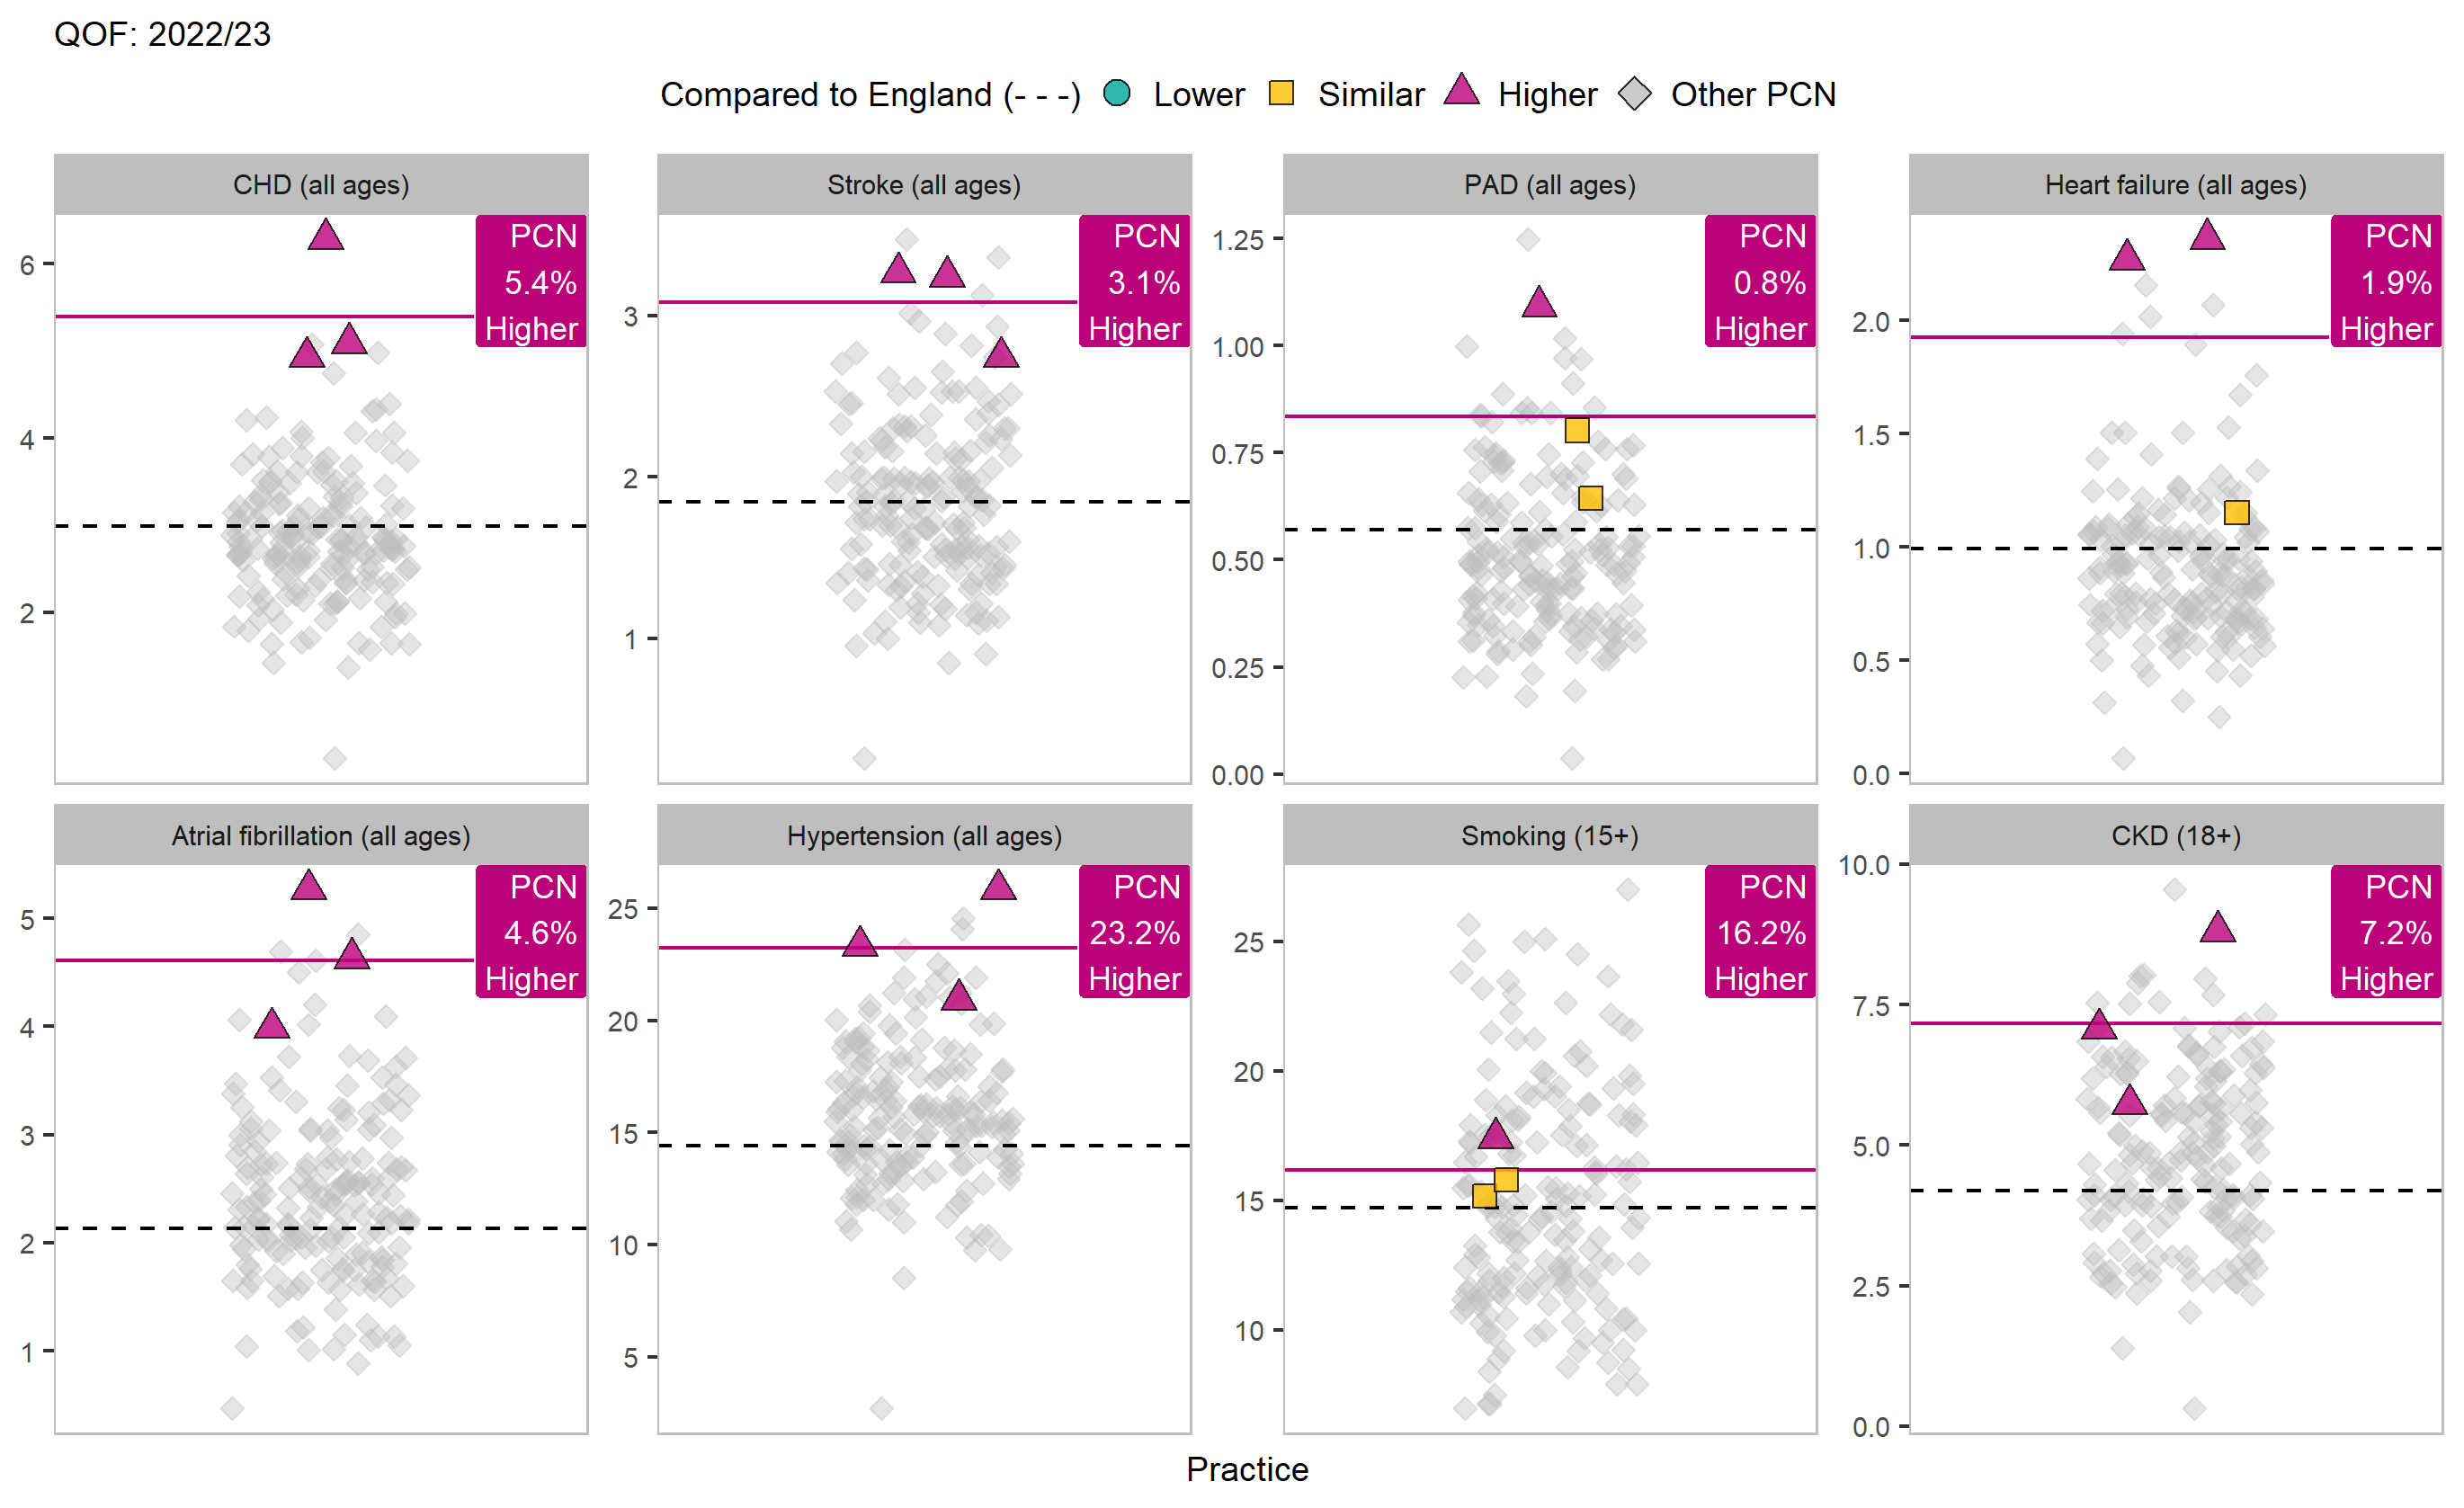 QOF: 2022/23
Compared to England (- - -) Lower Similar Higher Other PCN
CHD (all ages)
PCN
5.4%
Higher
6
4
2
Stroke (all ages)
PCN
3.1%
Higher
3
2
1
PAD (all ages)
PCN
0.8%
Higher
1.25
1.00
0.75
0.50
0.25
0.00
Heart failure (all ages)
PCN
1.9%
Higher
2.0
1.5
1.0
0.5
0.0
Atrial fibrillation (all ages)
PCN
4.6%
Higher
5
4
3
2
1
Hypertension (all ages)
PCN
23.2%
Higher
25
20
15
10
5
Smoking (15+)
PCN
16.2%
Higher
25
20
15
10
CKD (18+)
PCN
7.2%
Higher
10.0
7.5
5.0
2.5
0.0
Practice